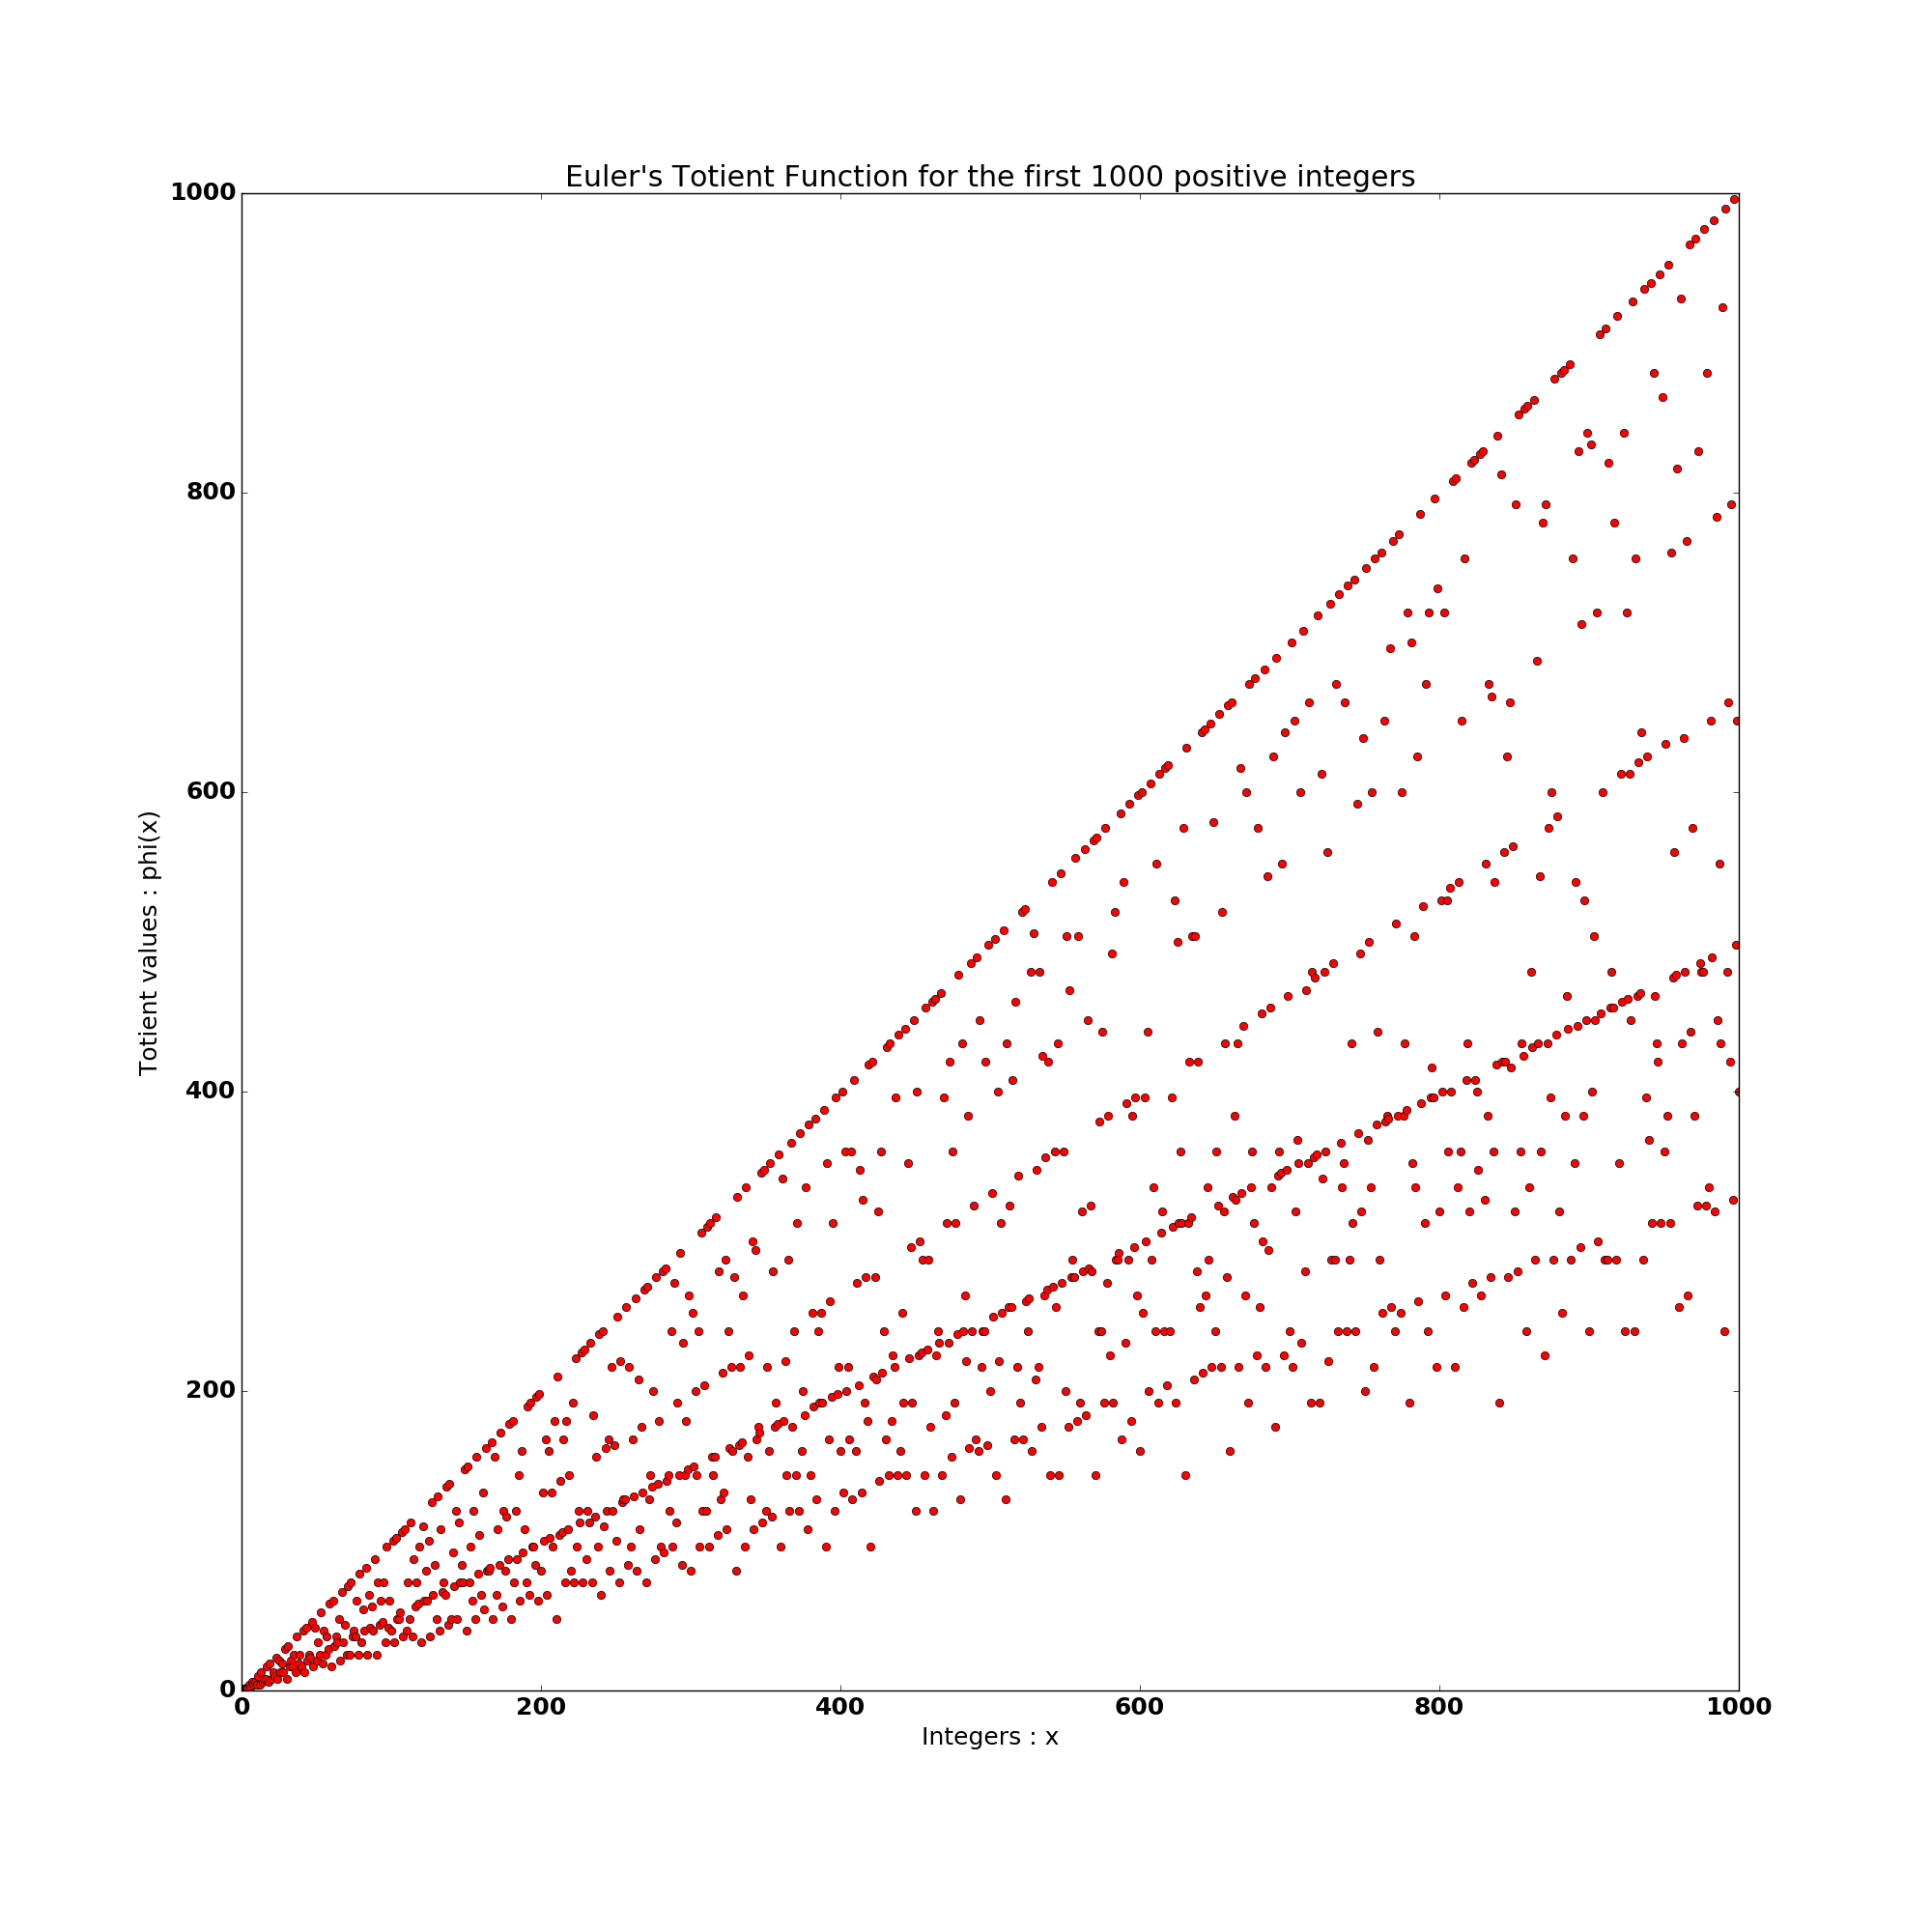 Euler's Totient Function for the first 1000 positive integers
1000
800
600
400
200
0
Totient values : phi(x)
0 200 400 600 800 1000
Integers : x